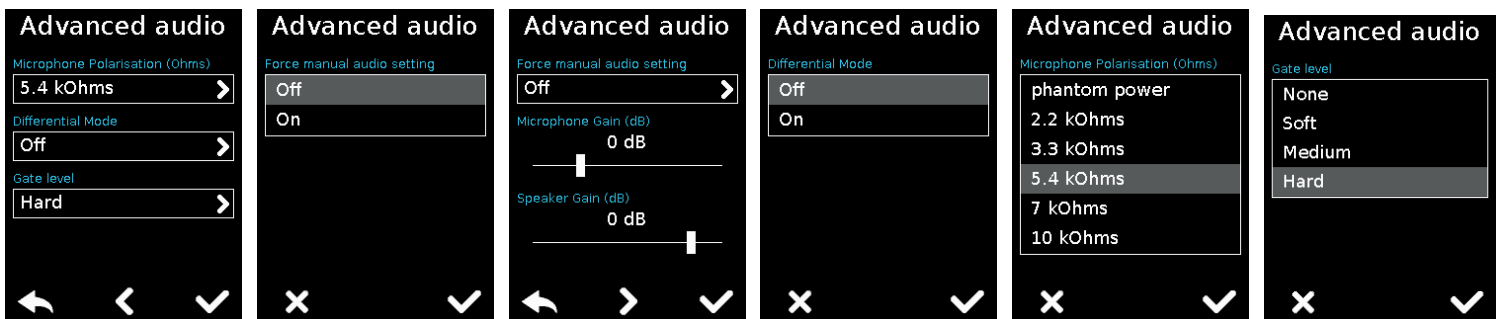 Advanced audio
Microphone Polarisation (Ohms)
5.4 kOhms
Differential Mode
Off
Gate level
Hard
Advanced audio
Force manual audio setting
Off
On
Advanced audio
Force manual audio setting
Off
Microphone Gain (dB)
0 dB
Speaker Gain (dB)
0 dB
Advanced audio
Differential Mode
Off
On
Advanced audio
Microphone Polarisation (Ohms)
phantom power
2.2 kOhms
3.3 kOhms
5.4 kOhms
7 kOhms
10 kOhms
Advanced audio
Gate level
None
Soft
Medium
Hard